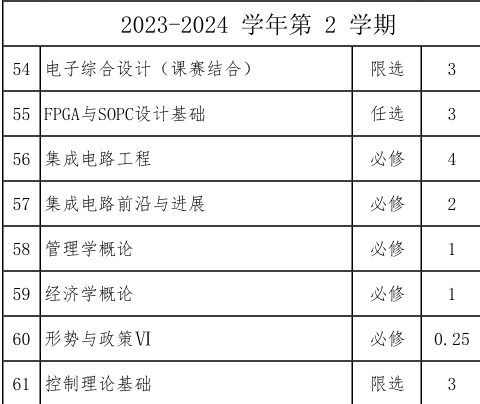 2023-2024 学年第 2 学期
54 电子综合设计（课赛结合） 限选 3
55 FPGA与SOPC设计基础 任选 3
56 集成电路工程 必修 4
57 集成电路前沿与进展 必修 2
58 管理学概论 必修 1
59 经济学概论 必修 1
60 形势与政策Ⅵ 必修 0.25
61 控制理论基础 限选 3